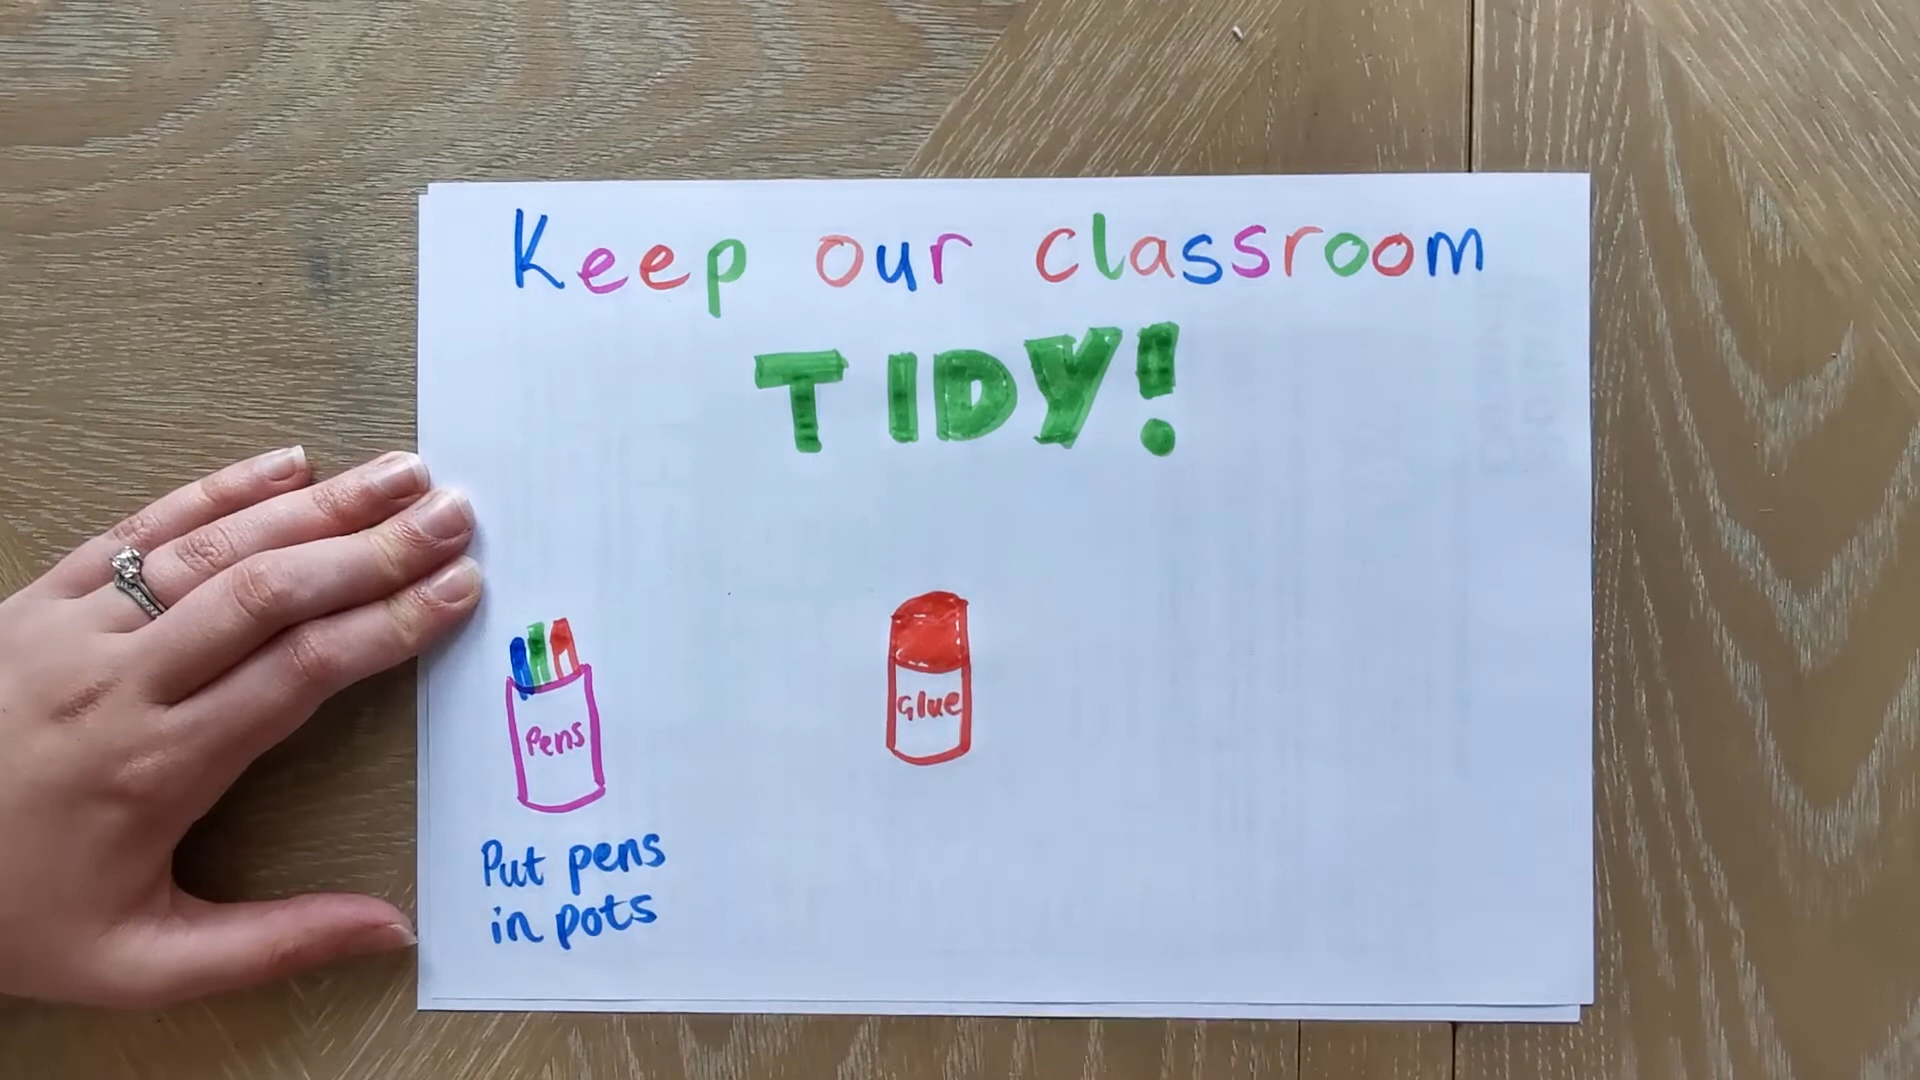 Keep our classroom
TIDY!
Pens
Glue
Put pens
in pots